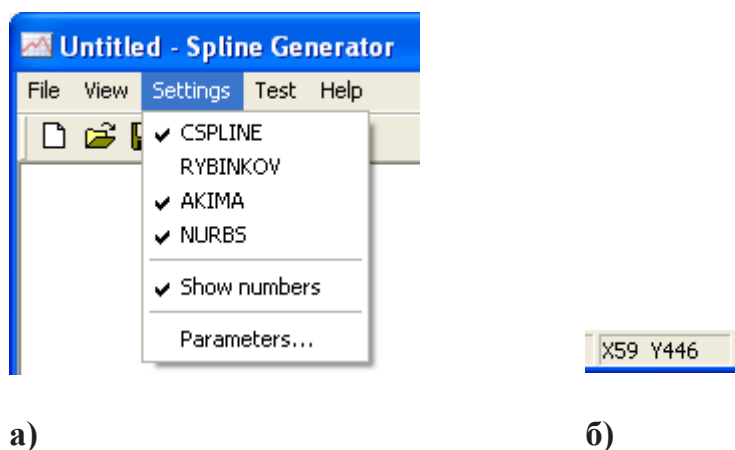 Untitled - Spline Generator
File View Settings Test Help
CSPLINE
RYBINKOV
AKIMA
NURBS
Show numbers
Parameters...
X59 Y446
а) б)